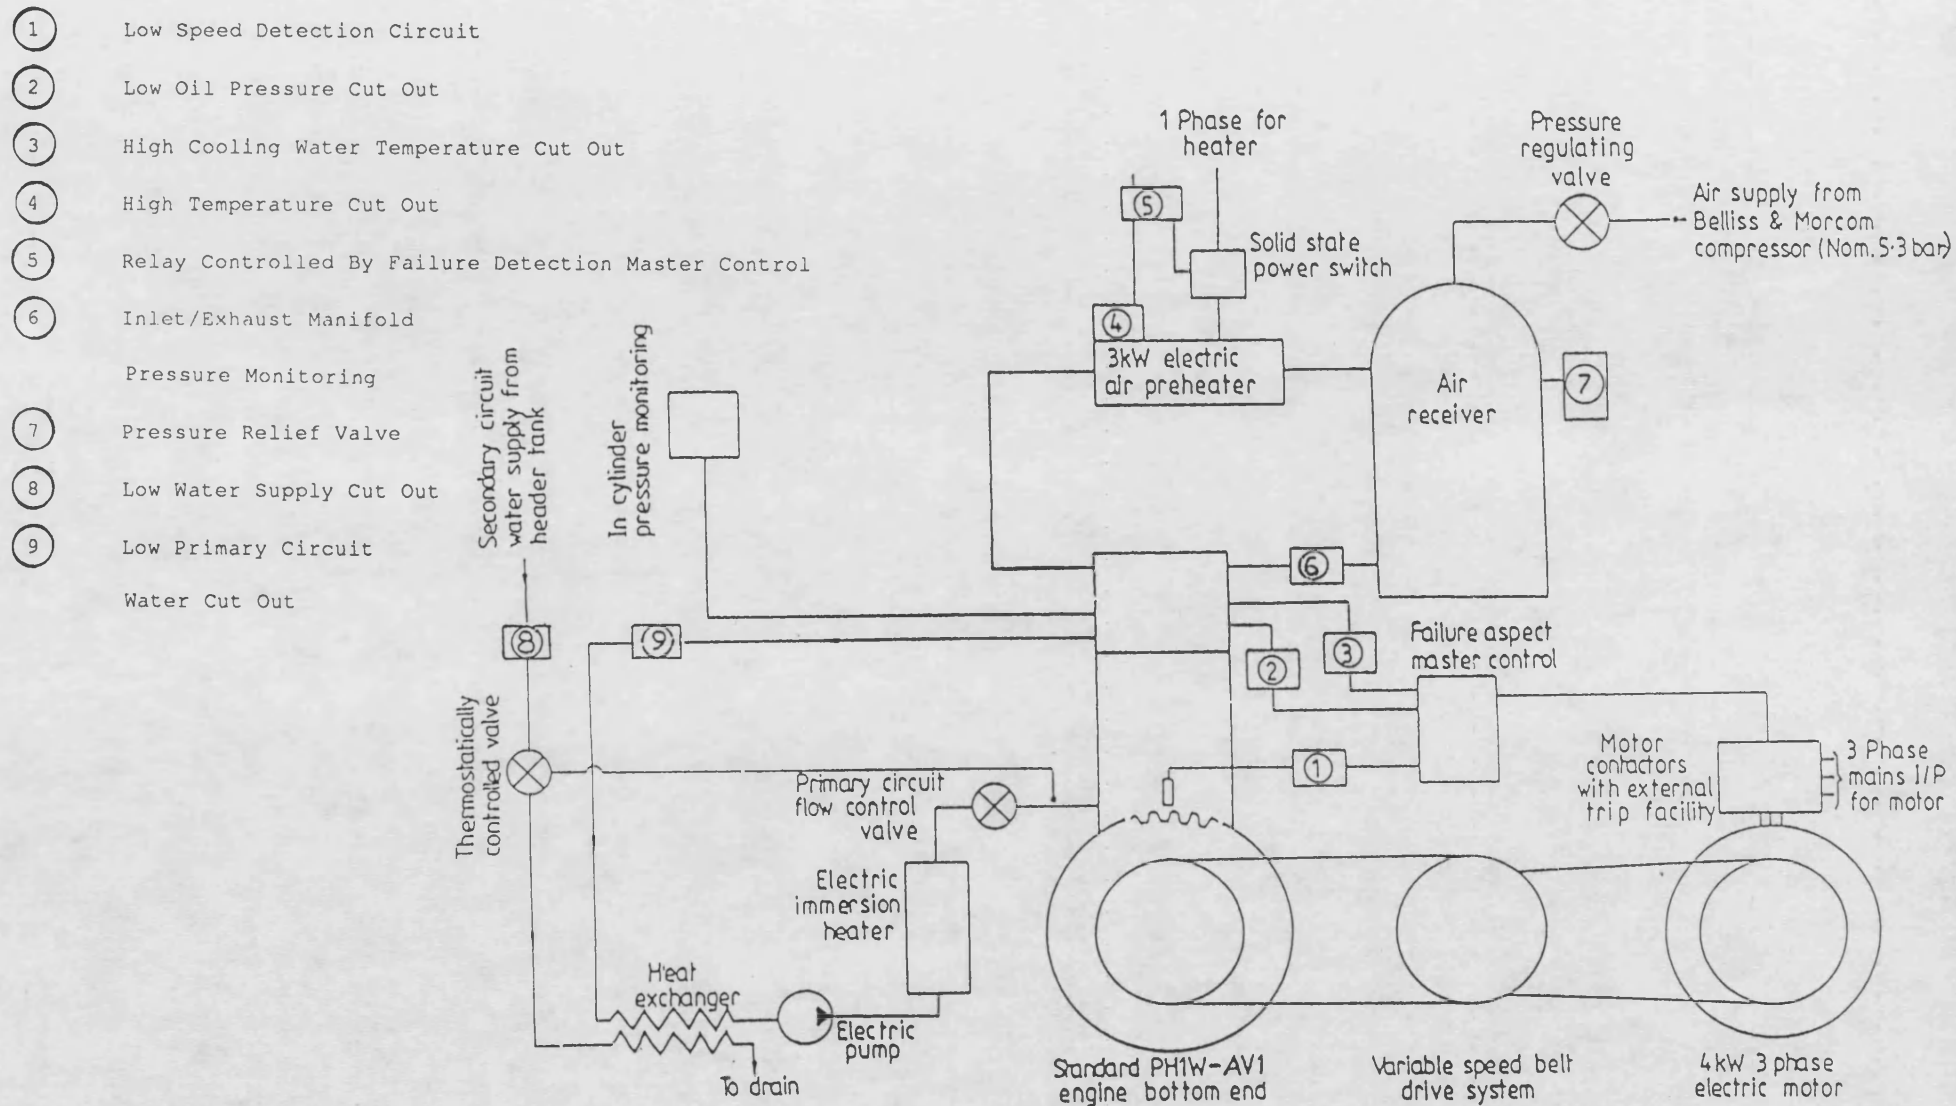 1 Low Speed Detection Circuit
2 Low Oil Pressure Cut Out
3 High Cooling Water Temperature Cut Out
4 High Temperature Cut Out
5 Relay Controlled By Failure Detection Master Control
6 Inlet/Exhaust Manifold
Pressure Monitoring
7 Pressure Relief Valve
8 Low Water Supply Cut Out
9 Low Primary Circuit
Water Cut Out
1 Phase for
heater
Pressure
regulating
valve
Air supply from
Belliss & Morcom
compressor (Nom. 5·3 bar)
5
Solid state
power switch
4
3kW electric
air preheater
Air
receiver
7
Secondary circuit
water supply from
header tank
In cylinder
pressure monitoring
6
8
9
2
3
Failure aspect
master control
Thermostatically
controlled valve
1
Motor
contactors
with external
trip facility
3 Phase
mains I/P
for motor
Primary circuit
flow control
valve
Electric
immersion
heater
Heat
exchanger
Electric
pump
To drain
Standard PH1W-AV1
engine bottom end
Variable speed belt
drive system
4kW 3 phase
electric motor